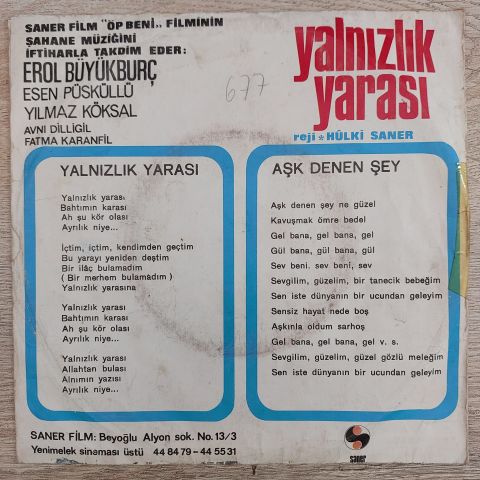 SANER FİLM "ÖP BENİ,, FİLMİNİN
ŞAHANE MÜZİĞİNİ
İFTİHARLA TAKDİM EDER:
EROL BÜYÜKBURÇ
ESEN PÜSKÜLLÜ
YILMAZ KÖKSAL
AVNI DİLLİGİL
FATMA KARANFİL
677
yalnızlık
yarası
reji * HÜLKİ SANER
YALNIZLIK YARASI
Yalnızlık yarası
Bahtımın karası
Ah şu kör olası
Ayrılık niye...
İçtim, içtim, kendimden geçtim
Bu yarayı yeniden deştim
Bir ilâç bulamadım
( Bir merhem bulamadım )
Yalnızlık yarasına
Yalnızlık yarası
Bahtımın karası
Ah şu kör olası
Ayrılık niye...
Yalnızlık yarası
Allahtan bulası
Alnımın yazısı
Ayrılık niye...
AŞK DENEN ŞEY
Aşk denen şey ne güzel
Kavuşmak ömre bedel
Gel bana, gel bana, gel
Gül bana, gül bana, gül
Sev beni. sev beni, sev
Sevgilim, güzelim, bir tanecik bebeğim
Sen iste dünyanın bir ucundan geleyim
Sensiz hayat nede boş
Aşkınla oldum sarhoş
Gel bana, gel bana, gel v. s.
Sevgilim, güzelim, güzel gözlü meleğim
Sen iste dünyanın bir ucundan geleyim
SANER FİLM: Beyoğlu Alyon sok. No. 13/3
Yenimelek sineması üstü 44 84 79 - 44 55 31
saner